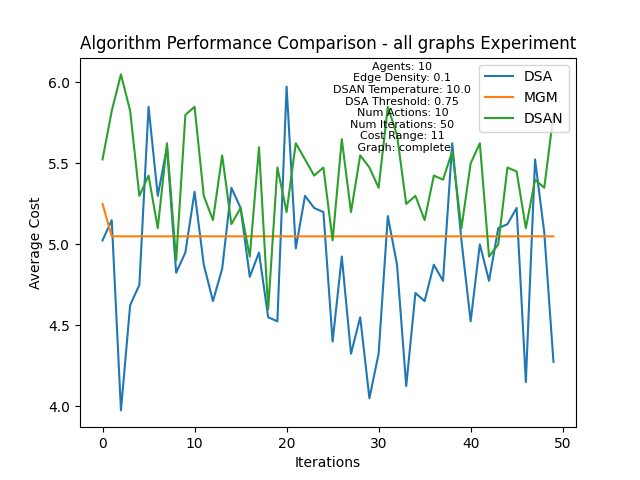 Algorithm Performance Comparison - all graphs Experiment
Agents: 10
Edge Density: 0.1
DSAN Temperature: 10.0
DSA Threshold: 0.75
Num Actions: 10
Num Iterations: 50
Cost Range: 11
Graph: complete
DSA
MGM
DSAN
Average Cost
6.0
5.5
5.0
4.5
4.0
0
10
20
30
40
50
Iterations